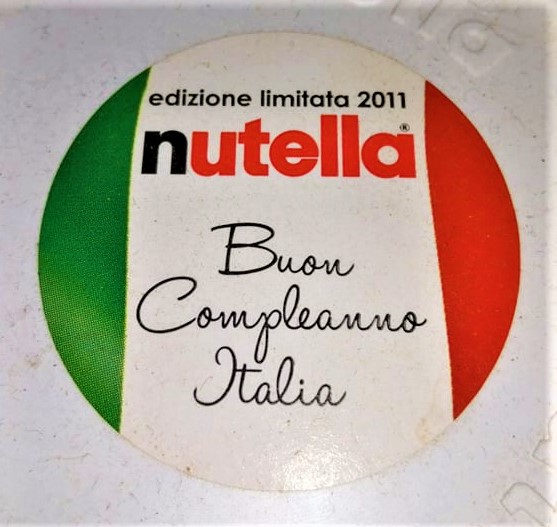 edizione limitata 2011
nutella®
Buon
Compleanno
Italia